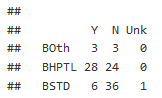 ##
##          Y  N Unk
##   BOth   3  3   0
##   BHPTL 28 24   0
##   BSTD   6 36   1